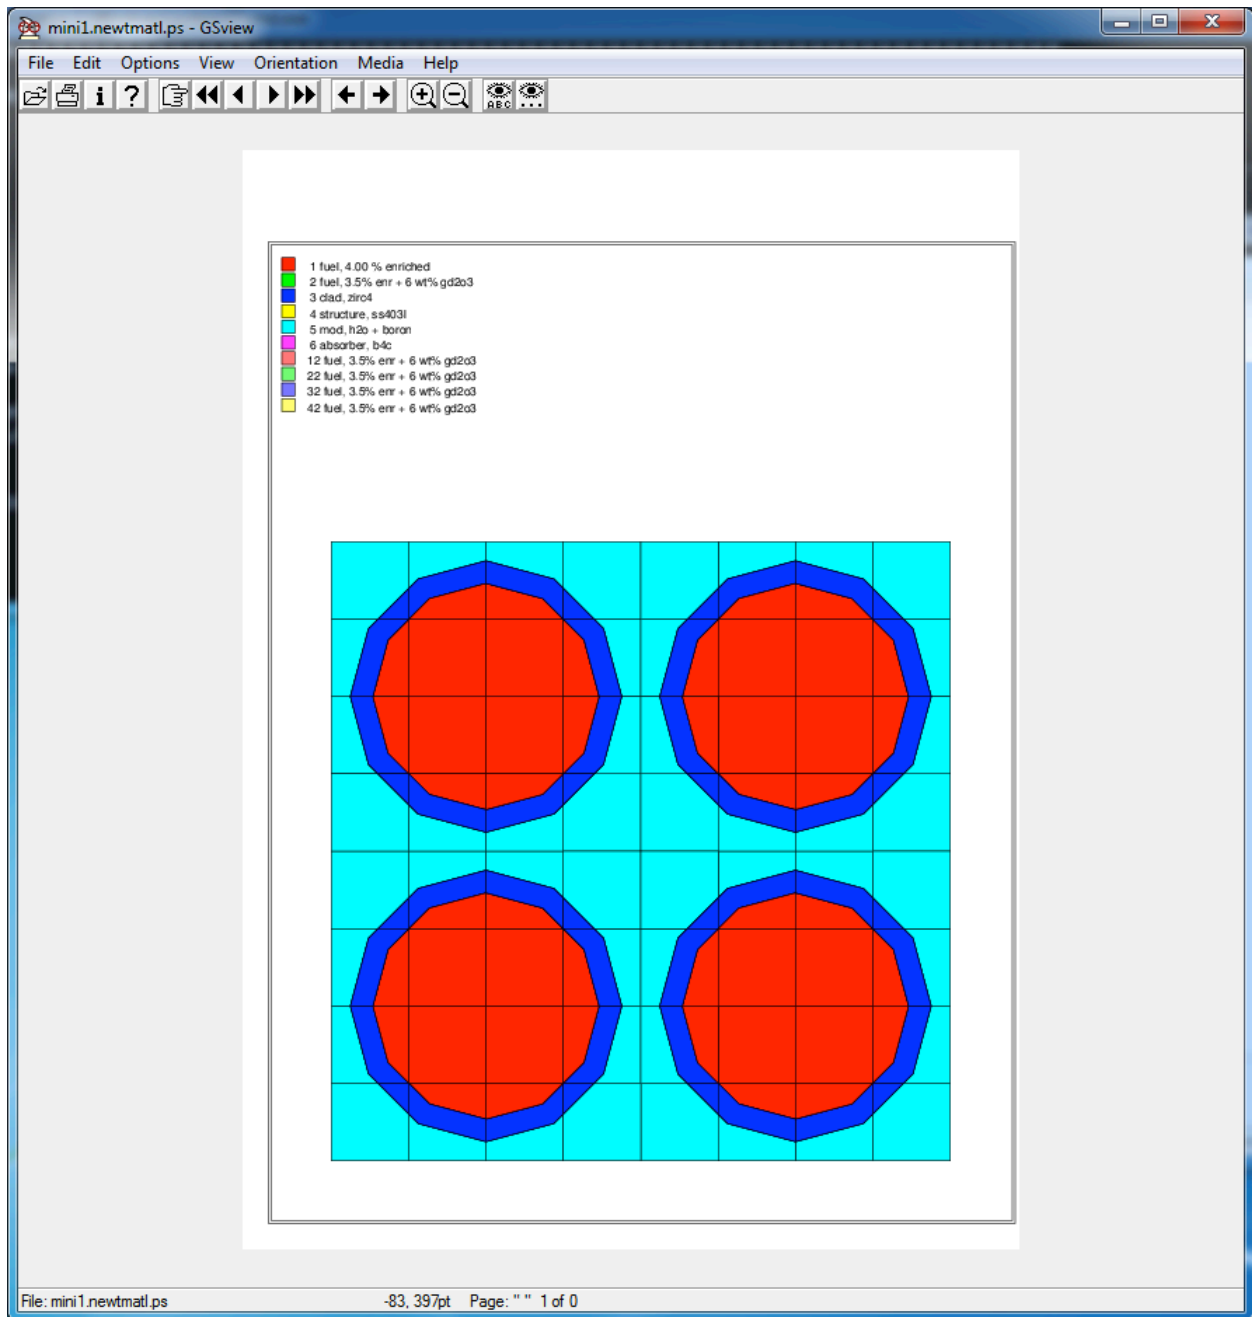 mini1.newtmatl.ps - GSview
File Edit Options View Orientation Media Help
ABC
1 fuel, 4.00 % enriched
2 fuel, 3.5% enr + 6 wt% gd2o3
3 clad, zirc4
4 structure, ss403l
5 mod, h2o + boron
6 absorber, b4c
12 fuel, 3.5% enr + 6 wt% gd2o3
22 fuel, 3.5% enr + 6 wt% gd2o3
32 fuel, 3.5% enr + 6 wt% gd2o3
42 fuel, 3.5% enr + 6 wt% gd2o3
File: mini1.newtmatl.ps -83, 397pt Page: " " 1 of 0